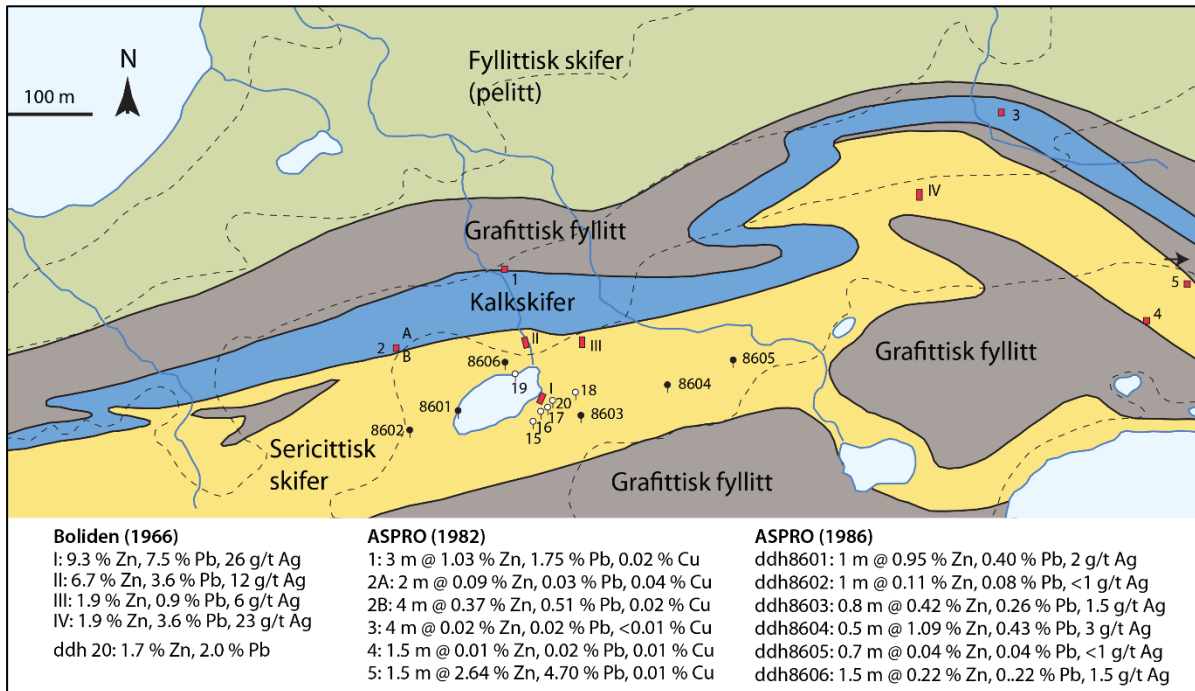 N
100 m
Fyllittisk skifer
(pelitt)
3
IV
Grafittisk fyllitt
1
5
Kalkskifer
4
A
2
B
II
III
8606
8605
Grafittisk fyllitt
19
I
18
8604
20
8601
17
8603
16
8602
15
Sericittisk
skifer
Grafittisk fyllitt
Boliden (1966)
I: 9.3 % Zn, 7.5 % Pb, 26 g/t Ag
II: 6.7 % Zn, 3.6 % Pb, 12 g/t Ag
III: 1.9 % Zn, 0.9 % Pb, 6 g/t Ag
IV: 1.9 % Zn, 3.6 % Pb, 23 g/t Ag
ddh 20: 1.7 % Zn, 2.0 % Pb
ASPRO (1982)
1: 3 m @ 1.03 % Zn, 1.75 % Pb, 0.02 % Cu
2A: 2 m @ 0.09 % Zn, 0.03 % Pb, 0.04 % Cu
2B: 4 m @ 0.37 % Zn, 0.51 % Pb, 0.02 % Cu
3: 4 m @ 0.02 % Zn, 0.02 % Pb, <0.01 % Cu
4: 1.5 m @ 0.01 % Zn, 0.02 % Pb, 0.01 % Cu
5: 1.5 m @ 2.64 % Zn, 4.70 % Pb, 0.01 % Cu
ASPRO (1986)
ddh8601: 1 m @ 0.95 % Zn, 0.40 % Pb, 2 g/t Ag
ddh8602: 1 m @ 0.11 % Zn, 0.08 % Pb, <1 g/t Ag
ddh8603: 0.8 m @ 0.42 % Zn, 0.26 % Pb, 1.5 g/t Ag
ddh8604: 0.5 m @ 1.09 % Zn, 0.43 % Pb, 3 g/t Ag
ddh8605: 0.7 m @ 0.04 % Zn, 0.04 % Pb, <1 g/t Ag
ddh8606: 1.5 m @ 0.22 % Zn, 0..22 % Pb, 1.5 g/t Ag